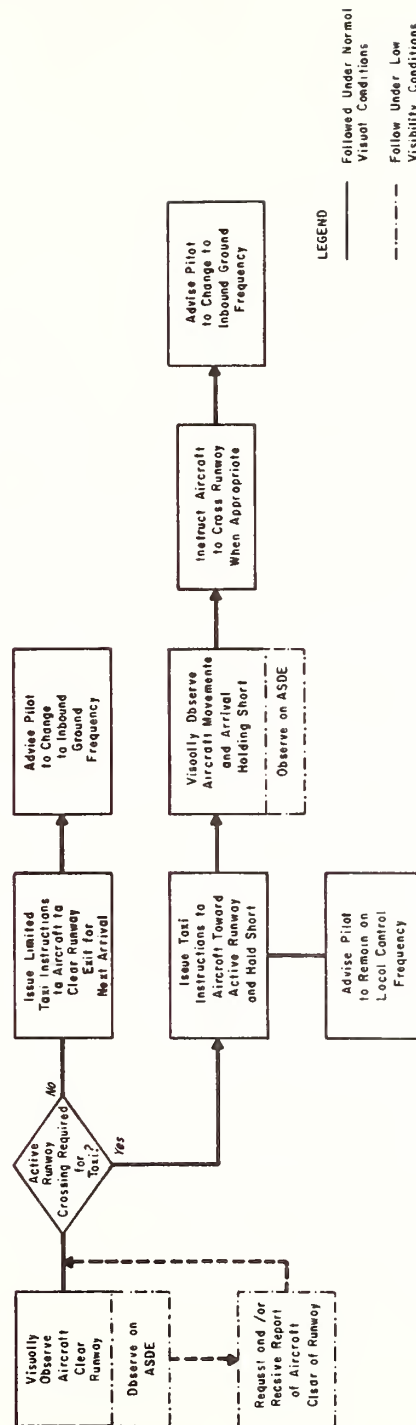 Visually
Observe
Aircraft
Clear
Runway
Observe on
ASDE
Request and /or
Receive Report
of Aircraft
Clear of Runway
Active
Runway
Crossing Required
for
Taxi?
No
Yes
Issue Limited
Taxi Instructions
to Aircraft to
Clear Runway
Exit for
Next Arrival
Advise Pilot
to Change
to Inbound
Ground
Frequency
Issue Taxi
Instructions to
Aircraft Toward
Active Runway
and Hold Short
Advise Pilot
to Remain on
Local Control
Frequency
Visually Observe
Aircraft Movements
and Arrival
Holding Short
Observe on ASDE
Instruct Aircraft
to Cross Runway
When Appropriate
Advise Pilot
to Change to
Inbound Ground
Frequency
LEGEND
Followed Under Normal
Visual Conditions
Follow Under Low
Visibility Conditions